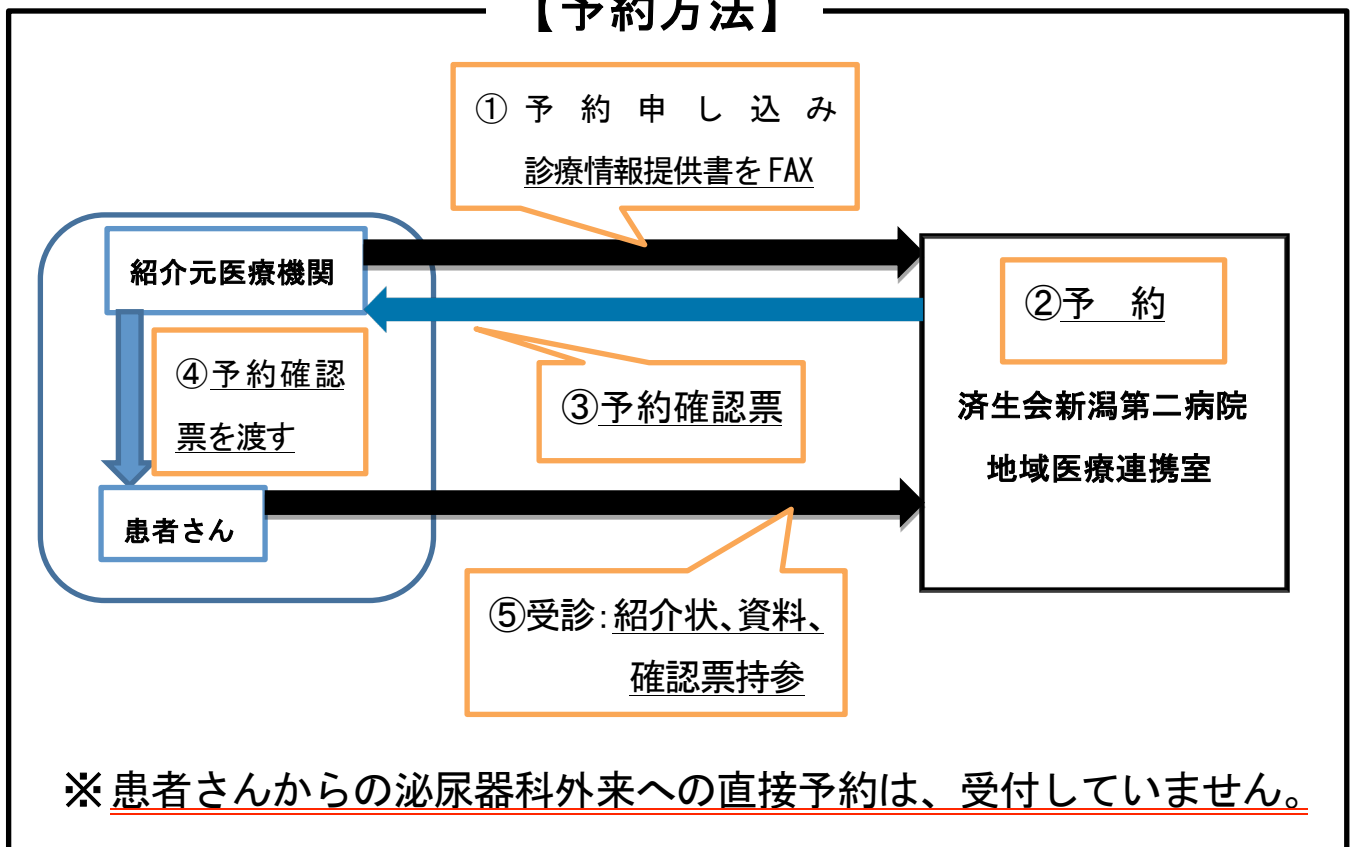 【予約方法】
① 予約申し込み
診療情報提供書を FAX
紹介元医療機関
②予　約
④予約確認
票を渡す
③予約確認票
済生会新潟第二病院
地域医療連携室
患者さん
⑤受診：紹介状、資料、
確認票持参
※ 患者さんからの泌尿器科外来への直接予約は、受付していません。